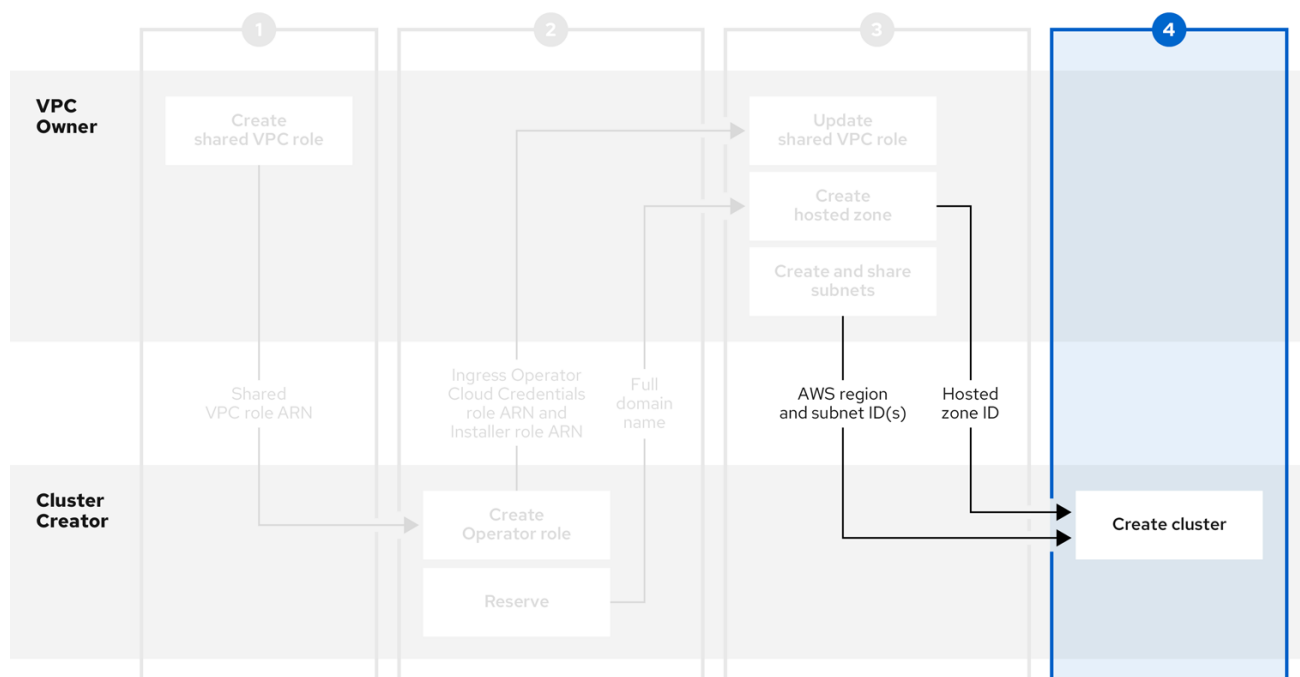 1
2
3
4
VPC
Owner
Create
shared VPC role
Update
shared VPC role
Create
hosted zone
Create and share
subnets
Shared
VPC role ARN
Ingress Operator
Cloud Credentials
role ARN and
Installer role ARN
Full
domain
name
AWS region
and subnet ID(s)
Hosted
zone ID
Cluster
Creator
Create
Operator role
Reserve
Create cluster